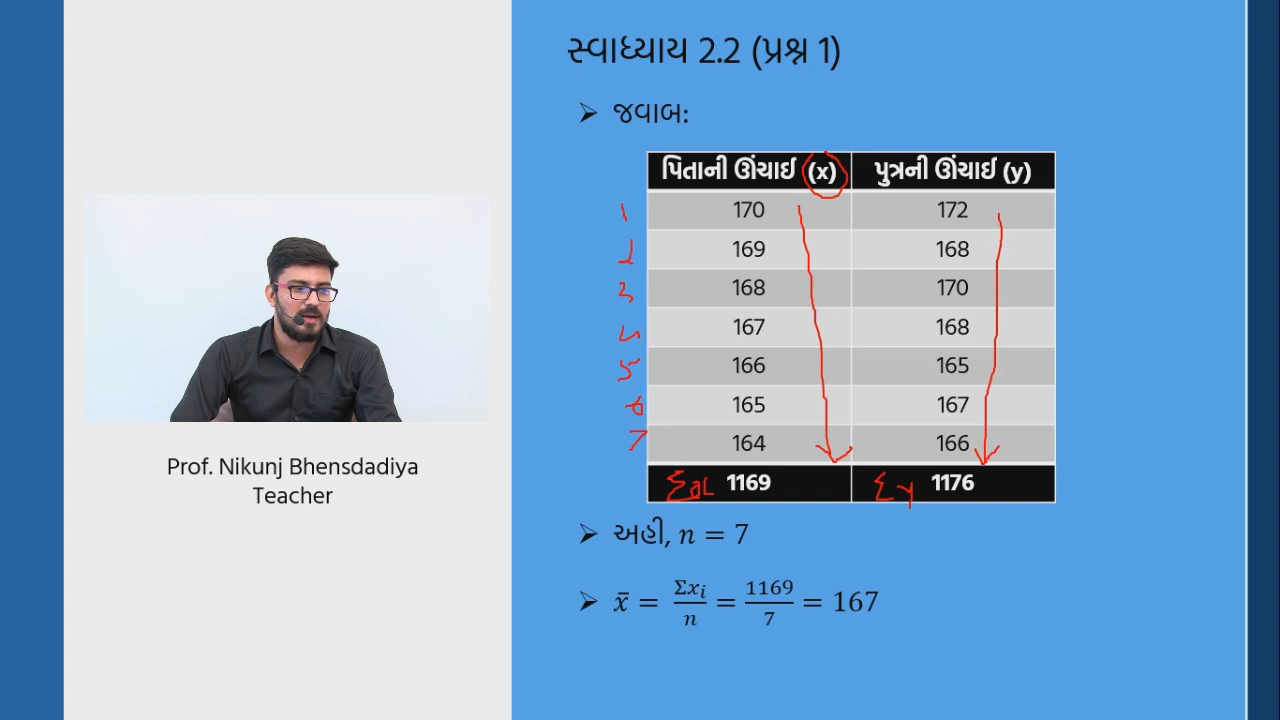 સ્વાધ્યાય 2.2 (પ્રશ્ન 1)
➢ જવાબ:
પિતાની ઊંચાઈ (x) પુત્રની ઊંચાઈ (y)
1 170 172
2 169 168
3 168 170
4 167 168
5 166 165
6 165 167
7 164 166
Σx 1169 Σy 1176
➢ અહી, n = 7
➢ x̄ = Σxᵢ/n = 1169/7 = 167
Prof. Nikunj Bhensdadiya
Teacher